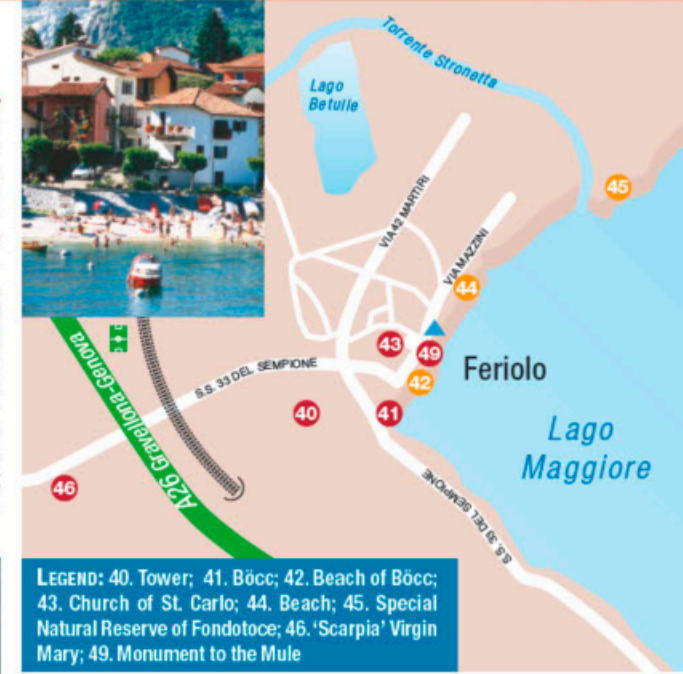 Torrente Stronetta
Lago
Betulle
45
VIA 42 MARTIRI
VIA MAZZINI
44
43
49
Feriolo
42
S.S. 33 DEL SEMPIONE
40
41
Lago
Maggiore
A26 Gravellona-Genova
46
S.S. 33 DEL SEMPIONE
LEGEND: 40. Tower; 41. Böcc; 42. Beach of Böcc;
43. Church of St. Carlo; 44. Beach; 45. Special
Natural Reserve of Fondotoce; 46. ‘Scarpia’ Virgin
Mary; 49. Monument to the Mule